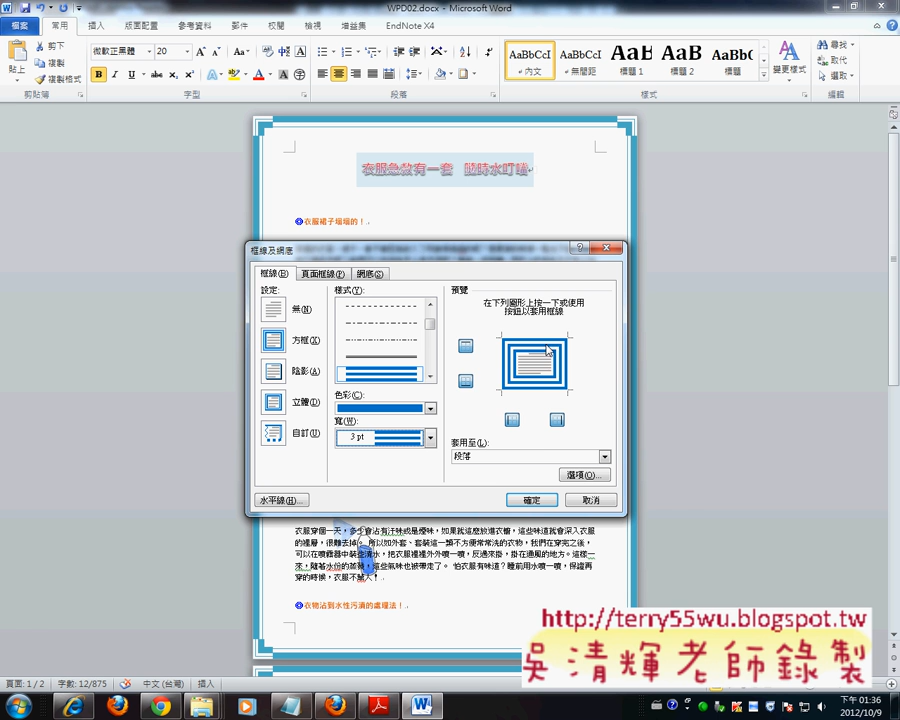 WPD02.docx - Microsoft Word
檔案 常用 插入 版面配置 參考資料 郵件 校閱 檢視 增益集 EndNote X4
貼上 剪下 複製 複製格式
微軟正黑體 20
AaBbCcI AaBbCcI AaBb AaB AaBbC
內文 無間距 標題 1 標題 2 標題 變更樣式
尋找 取代 選取
剪貼簿 字型 段落 樣式 編輯
衣服急救有一套 隨時水叮噹
衣服裙子塌塌的！
框線及網底
框線(B) 頁面框線(P) 網底(S)
設定: 樣式(Y): 預覽
無(N)
方框(X)
陰影(A)
立體(D)
自訂(U)
在下列圖形上按一下或使用
按鈕以套用框線
色彩(C):
寬(W):
3 pt
套用至(L):
段落
選項(O)...
水平線(H)... 確定 取消
衣服穿個一天，多少會沾有汗味或是煙味，如果就這麼放進衣櫥，這些味道就會深入衣服
的裡層，很難去掉。 所以如外套、套裝這一類不方便常常洗的衣物，我們在穿完之後，
可以在噴霧器中裝些清水，把衣服裡裡外外噴一噴，反過來掛，掛在通風的地方。這樣一
來，隨著水份的蒸發，這些氣味也被帶走了。 怕衣服有味道？睡前用水噴一噴，保證再
穿的時候，衣服不薰人！
衣物沾到水性污漬的處理法！
http://terry55wu.blogspot.tw
吳清輝老師錄製
頁面: 1 / 2 字數: 12/875 中文 (台灣) 插入
下午 01:36
2012/10/9